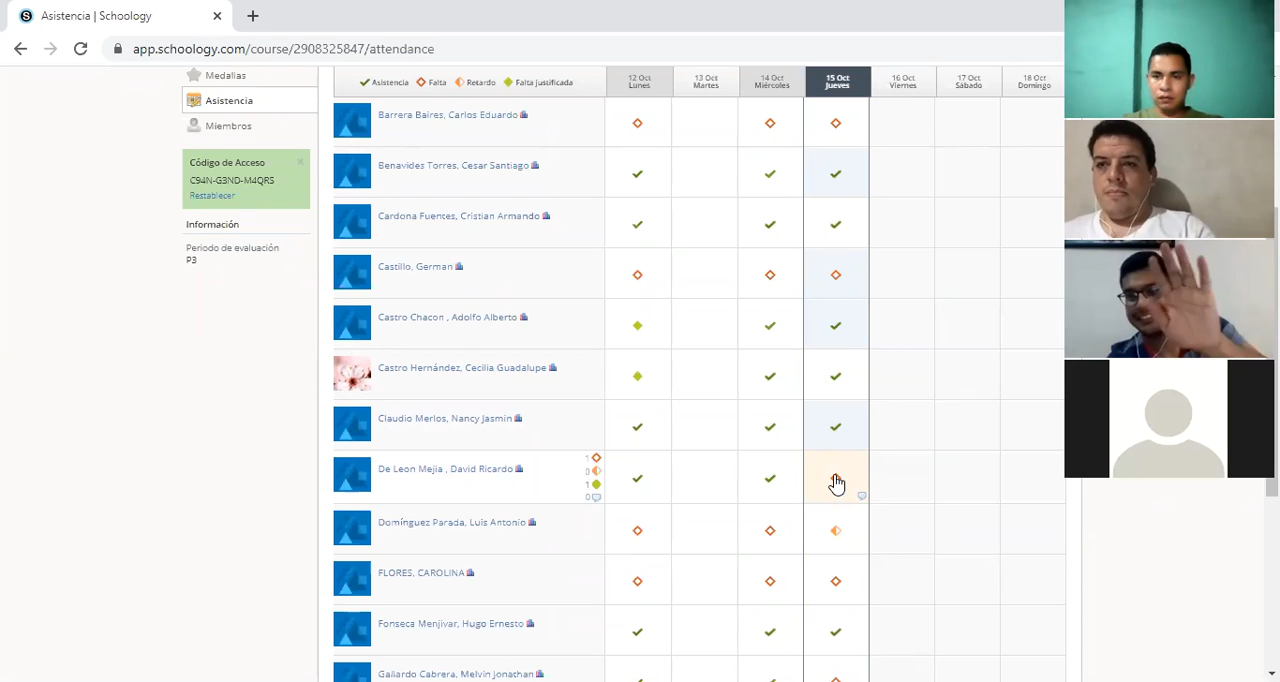 Asistencia | Schoology
app.schoology.com/course/2908325847/attendance
Medallas
Asistencia
Miembros
Código de Acceso
C94N-G3ND-M4QRS
Restablecer
Información
Periodo de evaluación
P3
Asistencia Falta Retardo Falta justificada
12 Oct Lunes
13 Oct Martes
14 Oct Miércoles
15 Oct Jueves
16 Oct Viernes
17 Oct Sábado
18 Oct Domingo
Barrera Baires, Carlos Eduardo
Benavides Torres, Cesar Santiago
Cardona Fuentes, Cristian Armando
Castillo, German
Castro Chacon , Adolfo Alberto
Castro Hernández, Cecilia Guadalupe
Claudio Merlos, Nancy Jasmín
De Leon Mejia , David Ricardo
1
0
1
0
Domínguez Parada, Luis Antonio
FLORES, CAROLINA
Fonseca Menjivar, Hugo Ernesto
Gallardo Cabrera, Melvin Jonathan